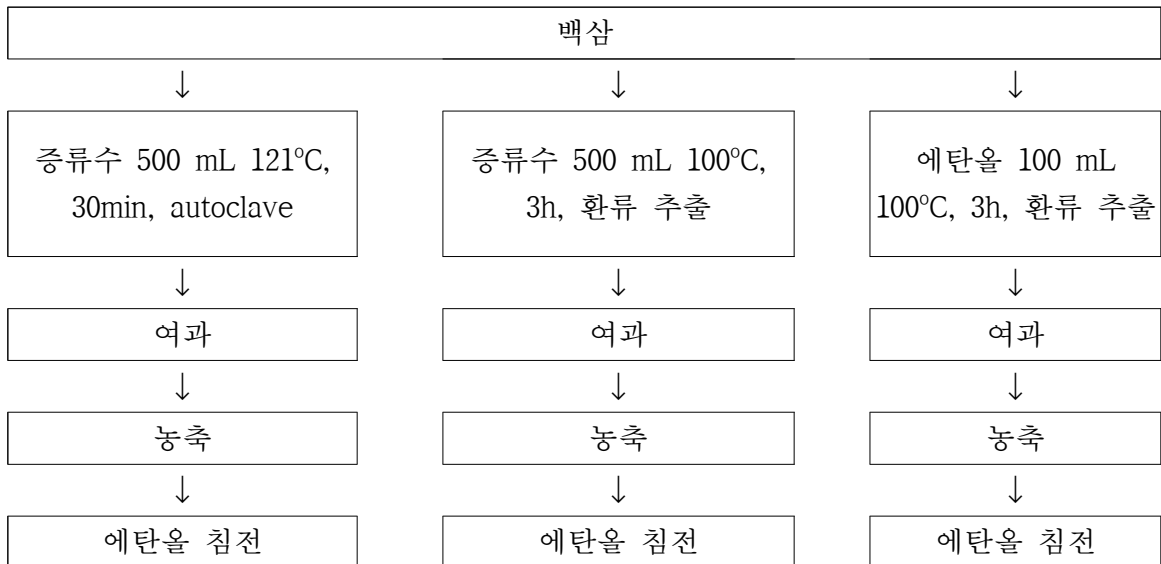 백삼
↓ ↓ ↓
증류수 500 mL 121°C,
30min, autoclave
증류수 500 mL 100°C,
3h, 환류 추출
에탄올 100 mL
100°C, 3h, 환류 추출
↓ ↓ ↓
여과 여과 여과
↓ ↓ ↓
농축 농축 농축
↓ ↓ ↓
에탄올 침전 에탄올 침전 에탄올 침전